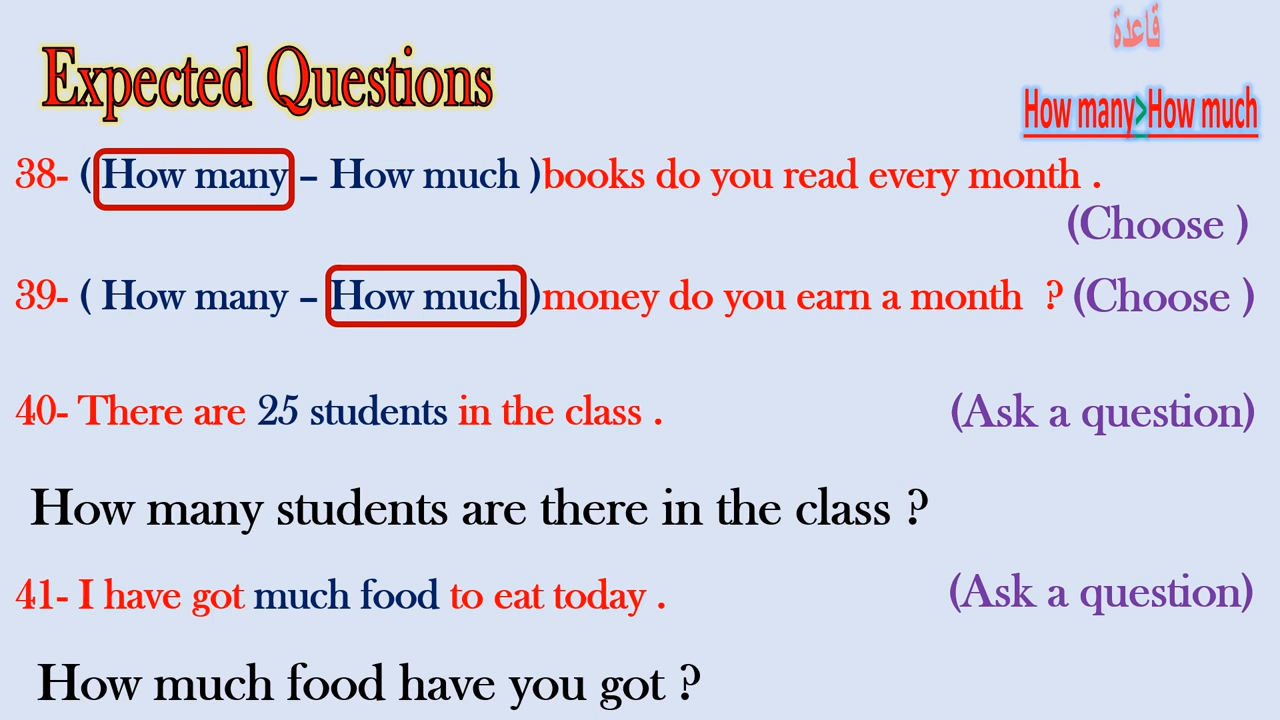 قاعدة
Expected Questions
How many>How much
38- ( How many – How much )books do you read every month .
(Choose )
39- ( How many – How much )money do you earn a month ? (Choose )
40- There are 25 students in the class . (Ask a question)
How many students are there in the class ?
41- I have got much food to eat today . (Ask a question)
How much food have you got ?